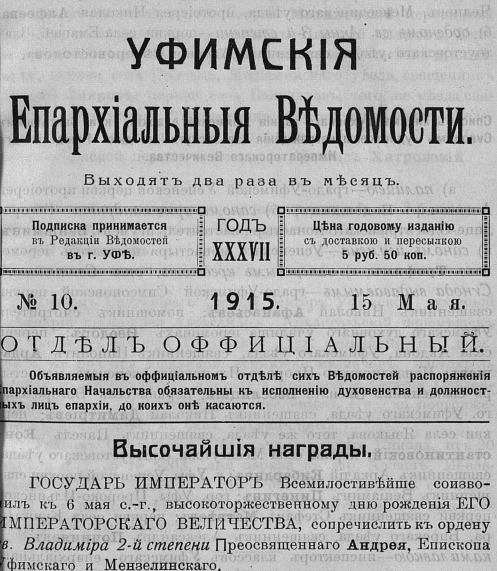 УФИМСКІЯ
Епархіальныя Вѣдомости.
Выходятъ два раза въ мѣсяцъ.
Подписка принимается
въ Редакціи Вѣдомостей
въ г. УФѢ.
ГОДЪ
XXXVII
Цѣна годовому изданію
съ доставкою и пересылкою
5 руб. 50 коп.
№ 10.
1915.
15 Мая.
ОТДѢЛЪ ОФФИЦІАЛЬНЫЙ.
Объявляемыя въ оффиціальномъ отдѣлѣ сихъ Вѣдомостей распоряженія
Епархіальнаго Начальства обязательны къ исполненію духовенства и должност-
ныхъ лицъ епархіи, до коихъ онѣ касаются.
Высочайшія награды.
ГОСУДАРЬ ИМПЕРАТОРЪ Всемилостивѣйше соизво-
лилъ къ 6 мая с.-г., высокоторжественному дню рожденія ЕГО
ИМПЕРАТОРСКАГО ВЕЛИЧЕСТВА, сопричислить къ ордену
св. Владиміра 2-й степени Преосвященнаго Андрея, Епископа
Уфимскаго и Мензелинскаго.